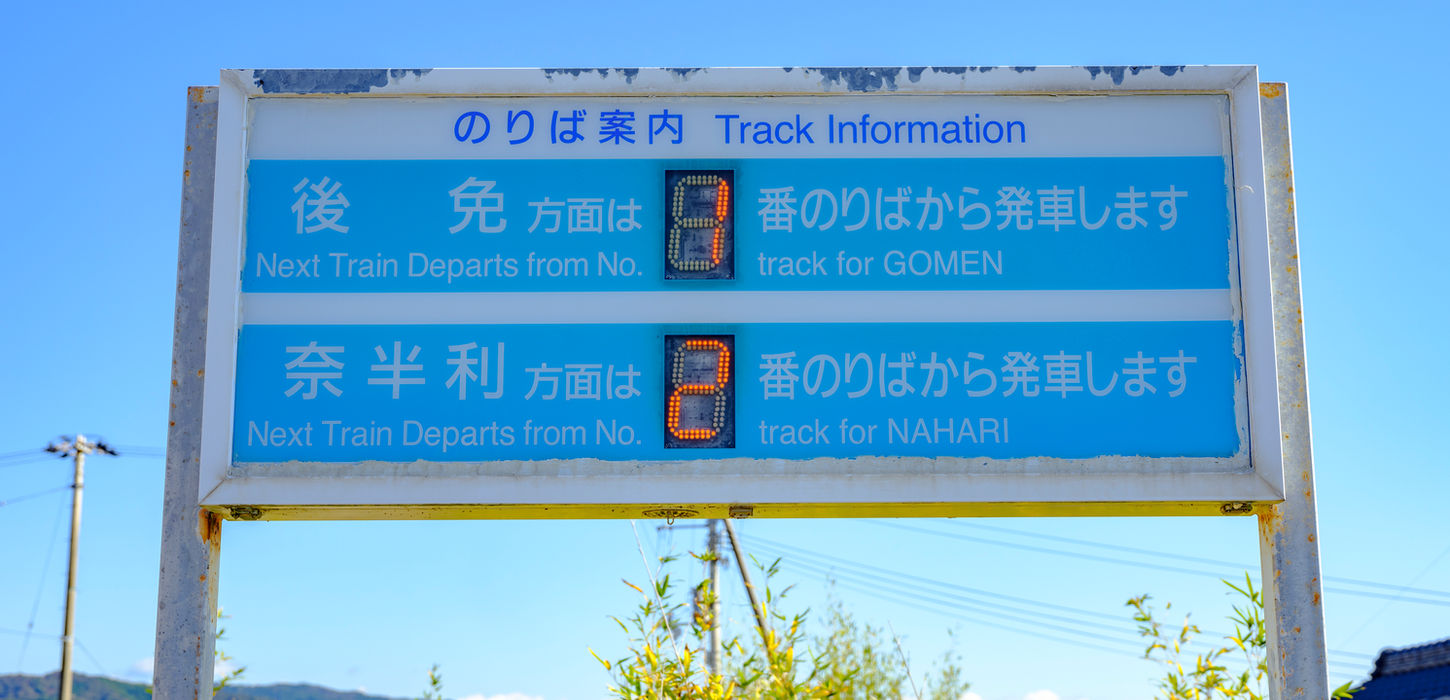 のりば案内 Track Information
後 免 方面は 1 番のりばから発車します
Next Train Departs from No. track for GOMEN
奈半利 方面は 2 番のりばから発車します
Next Train Departs from No. track for NAHARI